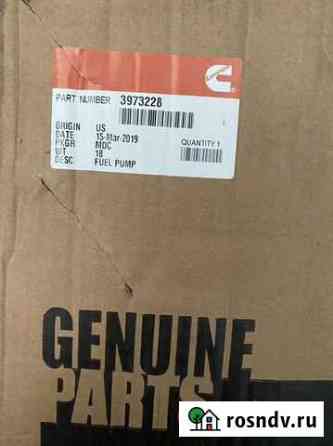 PART NUMBER 3973228
ORIGIN US
DATE 15-Mar-2019
PKGR MDC
WT 18
DESC FUEL PUMP
QUANTITY 1
GENUINE
PARTS
rosndv.ru